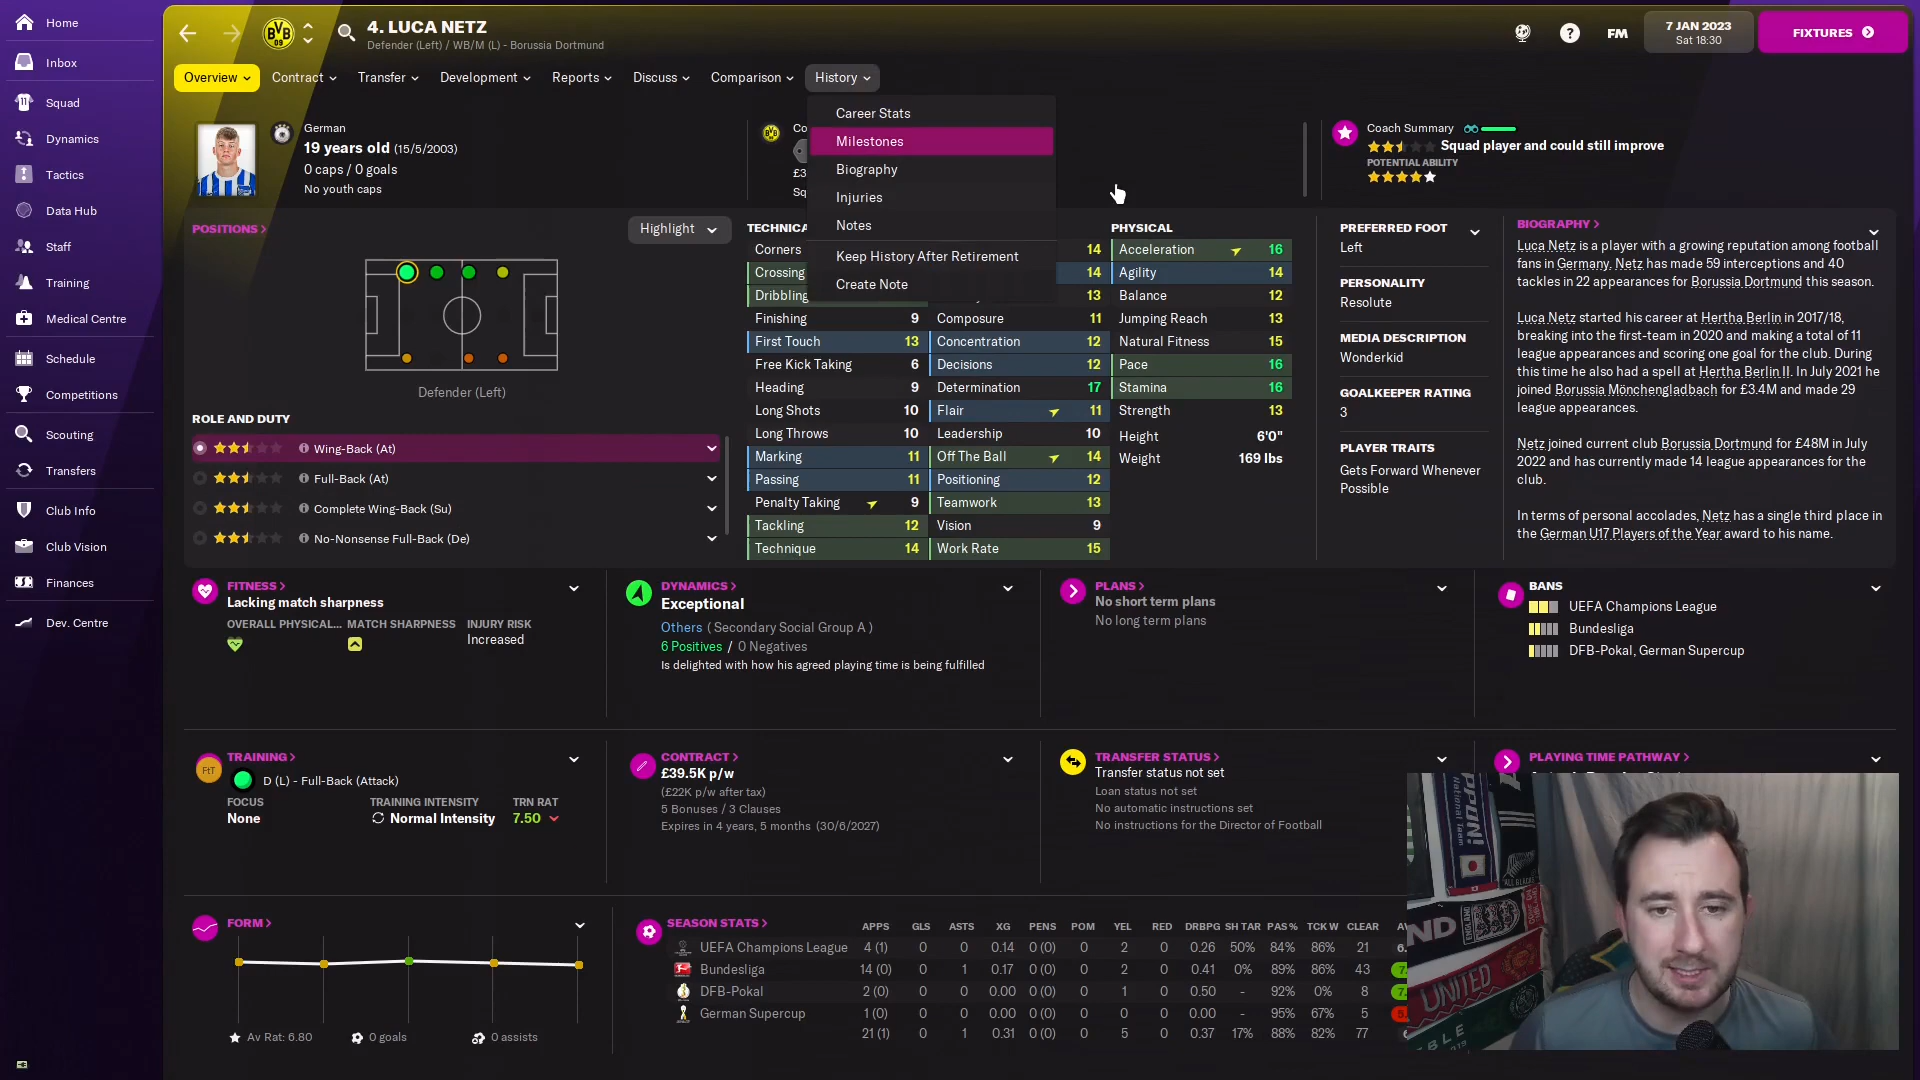 Home
Inbox
Squad
Dynamics
Tactics
Data Hub
Staff
Training
Medical Centre
Schedule
Competitions
Scouting
Transfers
Club Info
Club Vision
Finances
Dev. Centre
BVB 09
4. LUCA NETZ
Defender (Left) / WB/M (L) - Borussia Dortmund
?
FM
7 JAN 2023
Sat 18:30
FIXTURES
Overview
Contract
Transfer
Development
Reports
Discuss
Comparison
History
Career Stats
Milestones
Biography
Injuries
Notes
Keep History After Retirement
Create Note
German
19 years old (15/5/2003)
0 caps / 0 goals
No youth caps
Co
£3
Sq
Coach Summary
Squad player and could still improve
POTENTIAL ABILITY
POSITIONS
Highlight
Defender (Left)
ROLE AND DUTY
Wing-Back (At)
Full-Back (At)
Complete Wing-Back (Su)
No-Nonsense Full-Back (De)
TECHNICA
Corners
Crossing
Dribbling
Finishing 9
First Touch 13
Free Kick Taking 6
Heading 9
Long Shots 10
Long Throws 10
Marking 11
Passing 11
Penalty Taking 9
Tackling 12
Technique 14
14
14
13
Composure 11
Concentration 12
Decisions 12
Determination 17
Flair 11
Leadership 10
Off The Ball 14
Positioning 12
Teamwork 13
Vision 9
Work Rate 15
PHYSICAL
Acceleration 16
Agility 14
Balance 12
Jumping Reach 13
Natural Fitness 15
Pace 16
Stamina 16
Strength 13
Height 6'0"
Weight 169 lbs
PREFERRED FOOT
Left
PERSONALITY
Resolute
MEDIA DESCRIPTION
Wonderkid
GOALKEEPER RATING
3
PLAYER TRAITS
Gets Forward Whenever
Possible
BIOGRAPHY
Luca Netz is a player with a growing reputation among football
fans in Germany. Netz has made 59 interceptions and 40
tackles in 22 appearances for Borussia Dortmund this season.
Luca Netz started his career at Hertha Berlin in 2017/18,
breaking into the first-team in 2020 and making a total of 11
league appearances and scoring one goal for the club. During
this time he also had a spell at Hertha Berlin II. In July 2021 he
joined Borussia Mönchengladbach for £3.4M and made 29
league appearances.
Netz joined current club Borussia Dortmund for £48M in July
2022 and has currently made 14 league appearances for the
club.
In terms of personal accolades, Netz has a single third place in
the German U17 Players of the Year award to his name.
FITNESS
Lacking match sharpness
OVERALL PHYSICAL... MATCH SHARPNESS INJURY RISK
Increased
DYNAMICS
Exceptional
Others ( Secondary Social Group A )
6 Positives / 0 Negatives
Is delighted with how his agreed playing time is being fulfilled
PLANS
No short term plans
No long term plans
BANS
UEFA Champions League
Bundesliga
DFB-Pokal, German Supercup
TRAINING
FtT
D (L) - Full-Back (Attack)
FOCUS TRAINING INTENSITY TRN RAT
None Normal Intensity 7.50
CONTRACT
£39.5K p/w
(£22K p/w after tax)
5 Bonuses / 3 Clauses
Expires in 4 years, 5 months (30/6/2027)
TRANSFER STATUS
Transfer status not set
Loan status not set
No automatic instructions set
No instructions for the Director of Football
PLAYING TIME PATHWAY
FORM
Av Rat: 6.80 0 goals 0 assists
SEASON STATS APPS GLS ASTS XG PENS POM YEL RED DRBPG SH TAR PAS % TCK W CLEAR
UEFA Champions League 4 (1) 0 0 0.14 0 (0) 0 2 0 0.26 50% 84% 86% 21
Bundesliga 14 (0) 0 1 0.17 0 (0) 0 2 0 0.41 0% 89% 86% 43
DFB-Pokal 2 (0) 0 0 0.00 0 (0) 0 1 0 0.50 - 92% 0% 8
German Supercup 1 (0) 0 0 0.00 0 (0) 0 0 0 0.00 - 95% 67% 5
21 (1) 0 1 0.31 0 (0) 0 5 0 0.37 17% 88% 82% 77
ENGLAND
UNITED